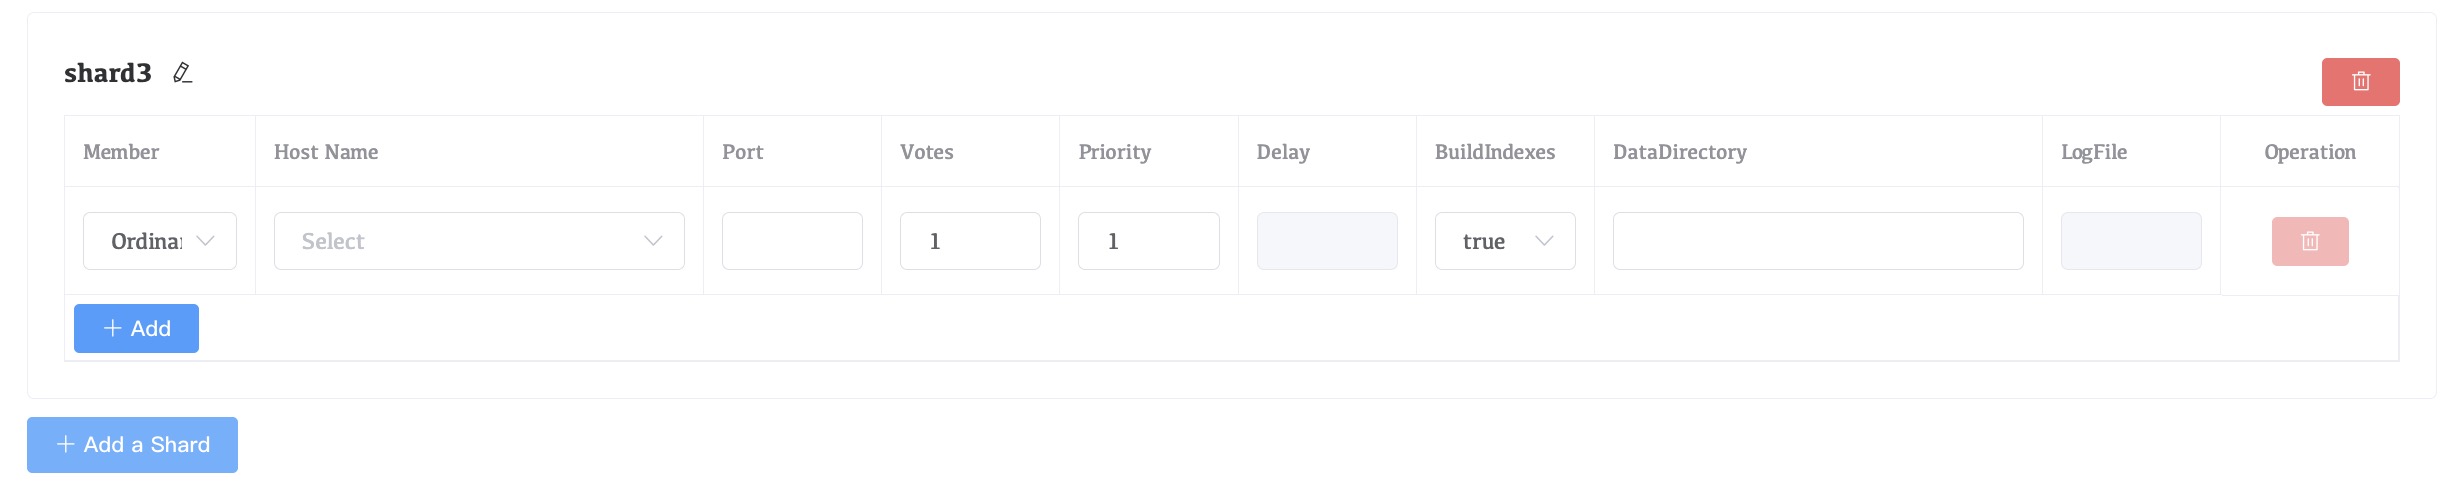 shard3
Member Host Name Port Votes Priority Delay BuildIndexes DataDirectory LogFile Operation
Select 1 1 true
+ Add
+ Add a Shard